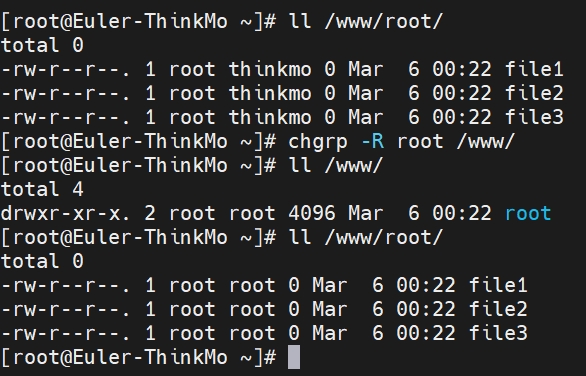 [root@Euler-ThinkMo ~]# ll /www/root/
total 0
-rw-r--r--. 1 root thinkmo 0 Mar  6 00:22 file1
-rw-r--r--. 1 root thinkmo 0 Mar  6 00:22 file2
-rw-r--r--. 1 root thinkmo 0 Mar  6 00:22 file3
[root@Euler-ThinkMo ~]# chgrp -R root /www/
[root@Euler-ThinkMo ~]# ll /www/
total 4
drwxr-xr-x. 2 root root 4096 Mar  6 00:22 root
[root@Euler-ThinkMo ~]# ll /www/root/
total 0
-rw-r--r--. 1 root root 0 Mar  6 00:22 file1
-rw-r--r--. 1 root root 0 Mar  6 00:22 file2
-rw-r--r--. 1 root root 0 Mar  6 00:22 file3
[root@Euler-ThinkMo ~]#